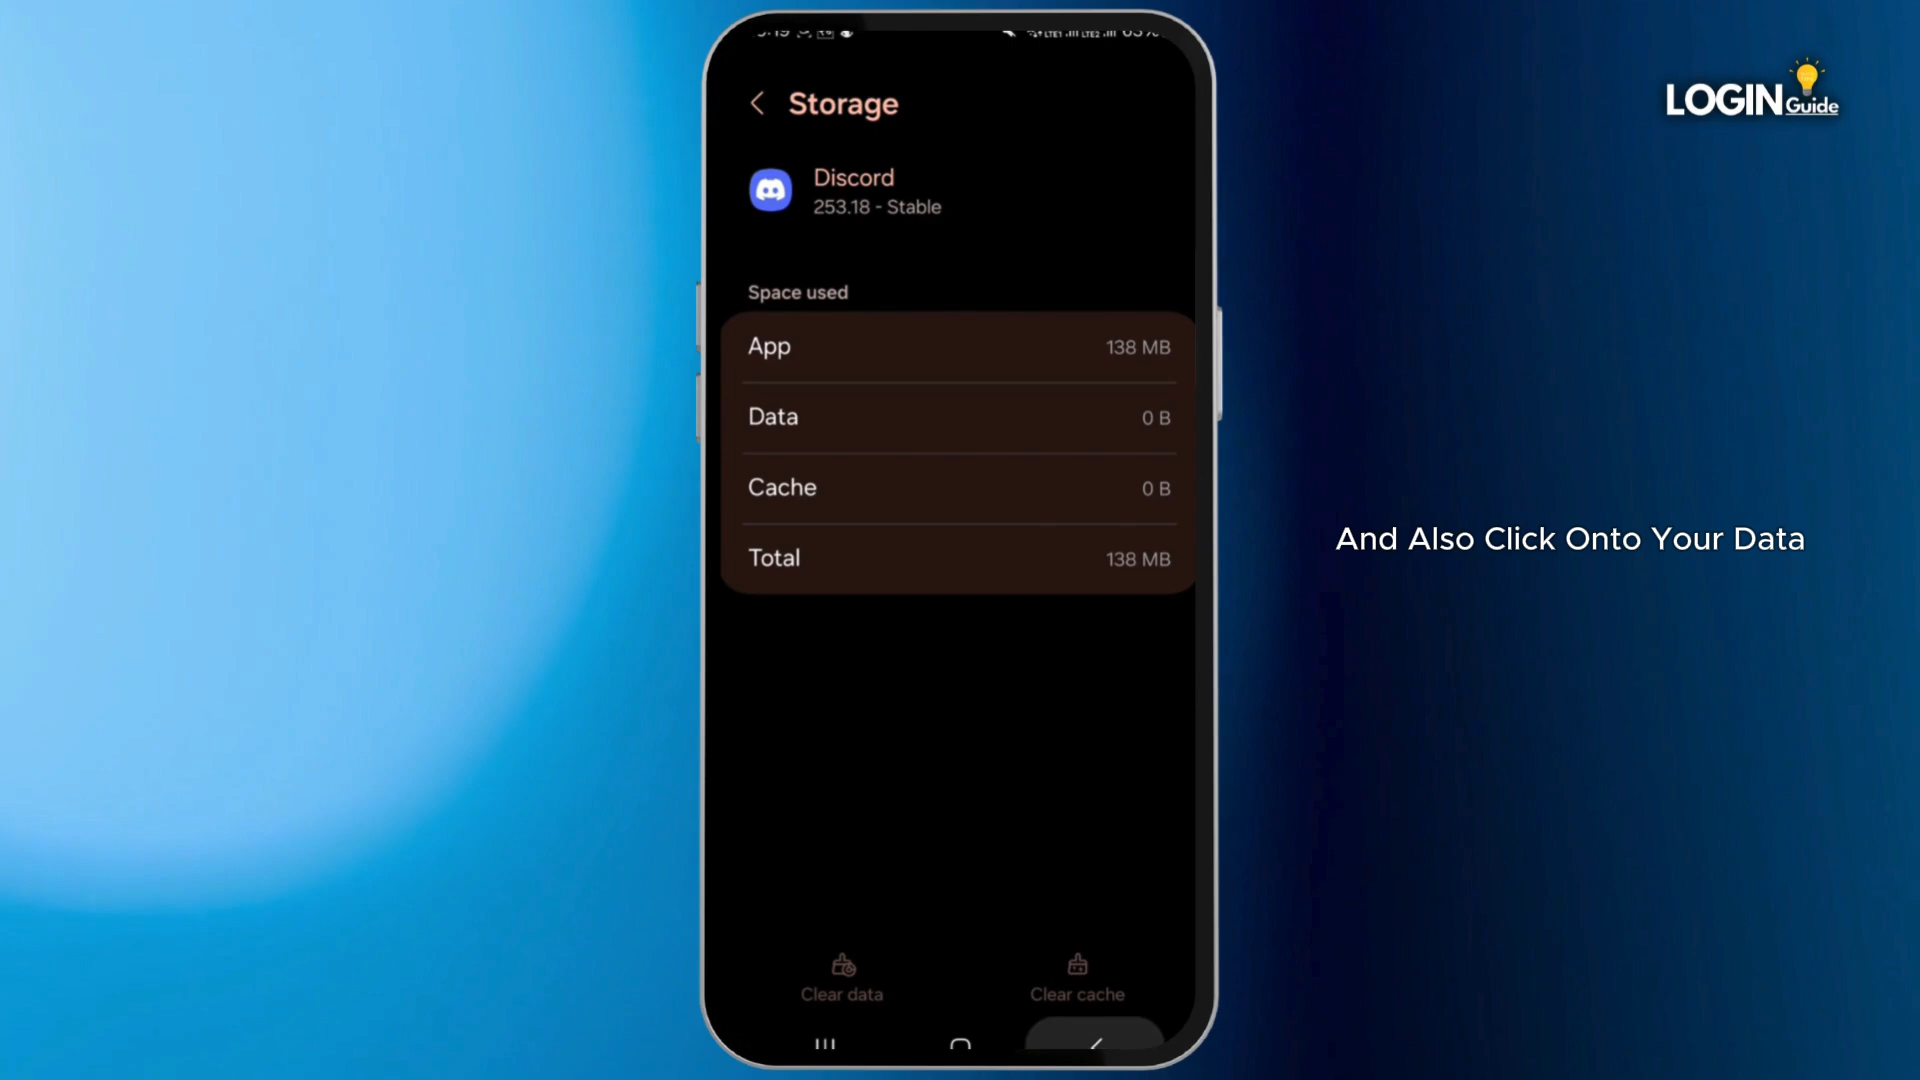 Storage
Discord
253.18 - Stable
Space used
App 138 MB
Data 0 B
Cache 0 B
Total 138 MB
Clear data
Clear cache
And Also Click Onto Your Data
LOGIN Guide